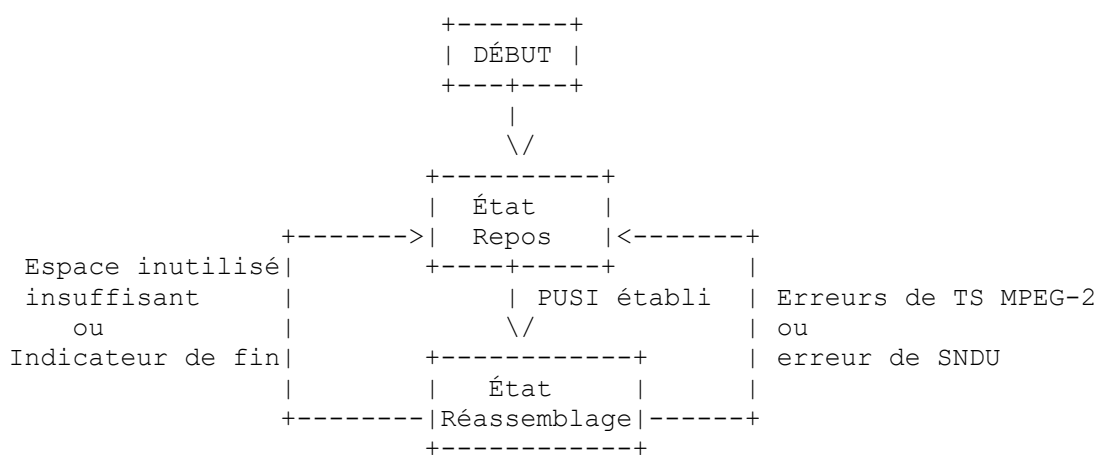 DÉBUT
État
Repos
Espace inutilisé
insuffisant
PUSI établi
Erreurs de TS MPEG-2
ou
ou
Indicateur de fin
erreur de SNDU
État
Réassemblage